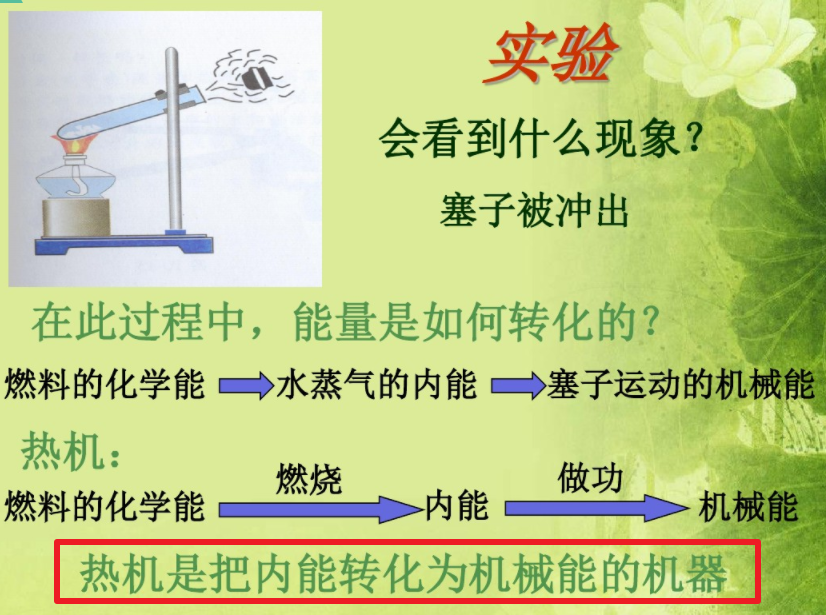 实验
会看到什么现象？
塞子被冲出
在此过程中，能量是如何转化的？
燃料的化学能 水蒸气的内能 塞子运动的机械能
热机：
燃烧 做功
燃料的化学能 内能 机械能
热机是把内能转化为机械能的机器